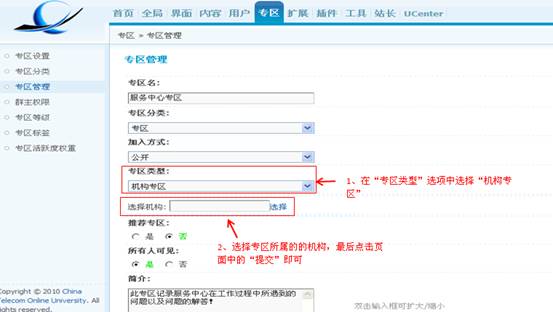 首页 全局 界面 内容 用户 专区 扩展 插件 工具 站长 UCenter
专区 » 专区管理
专区设置
专区分类
专区管理
群主权限
专区等级
专区标签
专区活跃度权重
专区管理
专区名:
服务中心专区
专区分类:
专区
加入方式:
公开
专区类型:
机构专区
1、在“专区类型”选项中选择“机构专
区”
选择机构: 选择
推荐专区:
是 否
2、选择专区所属的的机构，最后点击页
面中的“提交”即可
所有人可见:
是 否
简介:
此专区记录服务中心在工作过程中所遇到的
问题以及问题的解答!
双击输入框可扩大/缩小
Copyright © 2010 China
Telecom Online University. All
Rights Reserved.